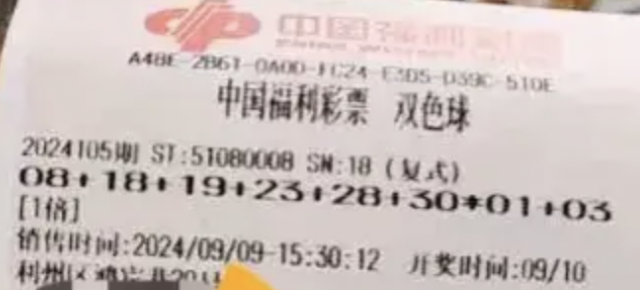 中国福利彩票
A48E-2B61-0A0D-FC24-E3D5-D39C-510E
中国福利彩票 双色球
2024105期 ST:51080008 SN:18 (复式)
08+18+19+23+28+30*01+03
[1倍]
销售时间:2024/09/09-15:30:12 开奖时间:09/10
利州区